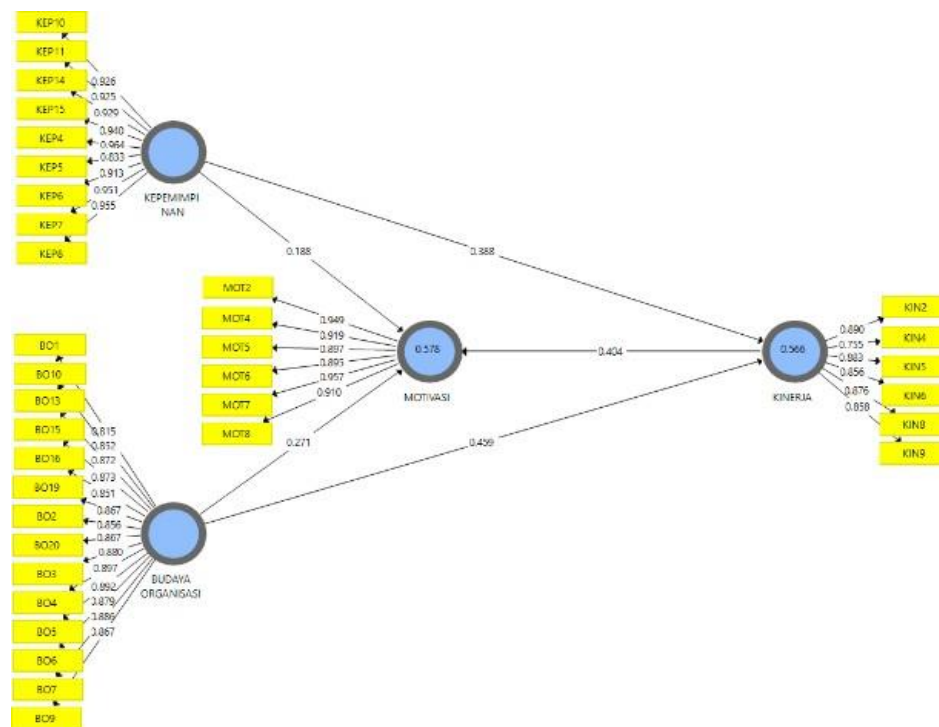 KEP10
KEP11
KEP14
KEP15
KEP4
KEP5
KEP6
KEP7
KEP8
0.926
0.925
0.929
0.940
0.964
0.833
0.913
0.951
0.955
KEPEMIMPI
NAN
0.188
0.388
MOT2
MOT4
MOT5
MOT6
MOT7
MOT8
0.949
0.919
0.897
0.895
0.957
0.910
0.578
MOTIVASI
0.404
0.566
KINERJA
KIN2
KIN4
KIN5
KIN6
KIN8
KIN9
0.890
0.755
0.883
0.856
0.876
0.858
0.271
0.459
BO1
BO10
BO13
BO15
BO16
BO19
BO2
BO20
BO3
BO4
BO5
BO6
BO7
BO9
0.815
0.852
0.872
0.873
0.851
0.867
0.856
0.867
0.880
0.897
0.892
0.879
0.886
0.867
BUDAYA
ORGANISASI